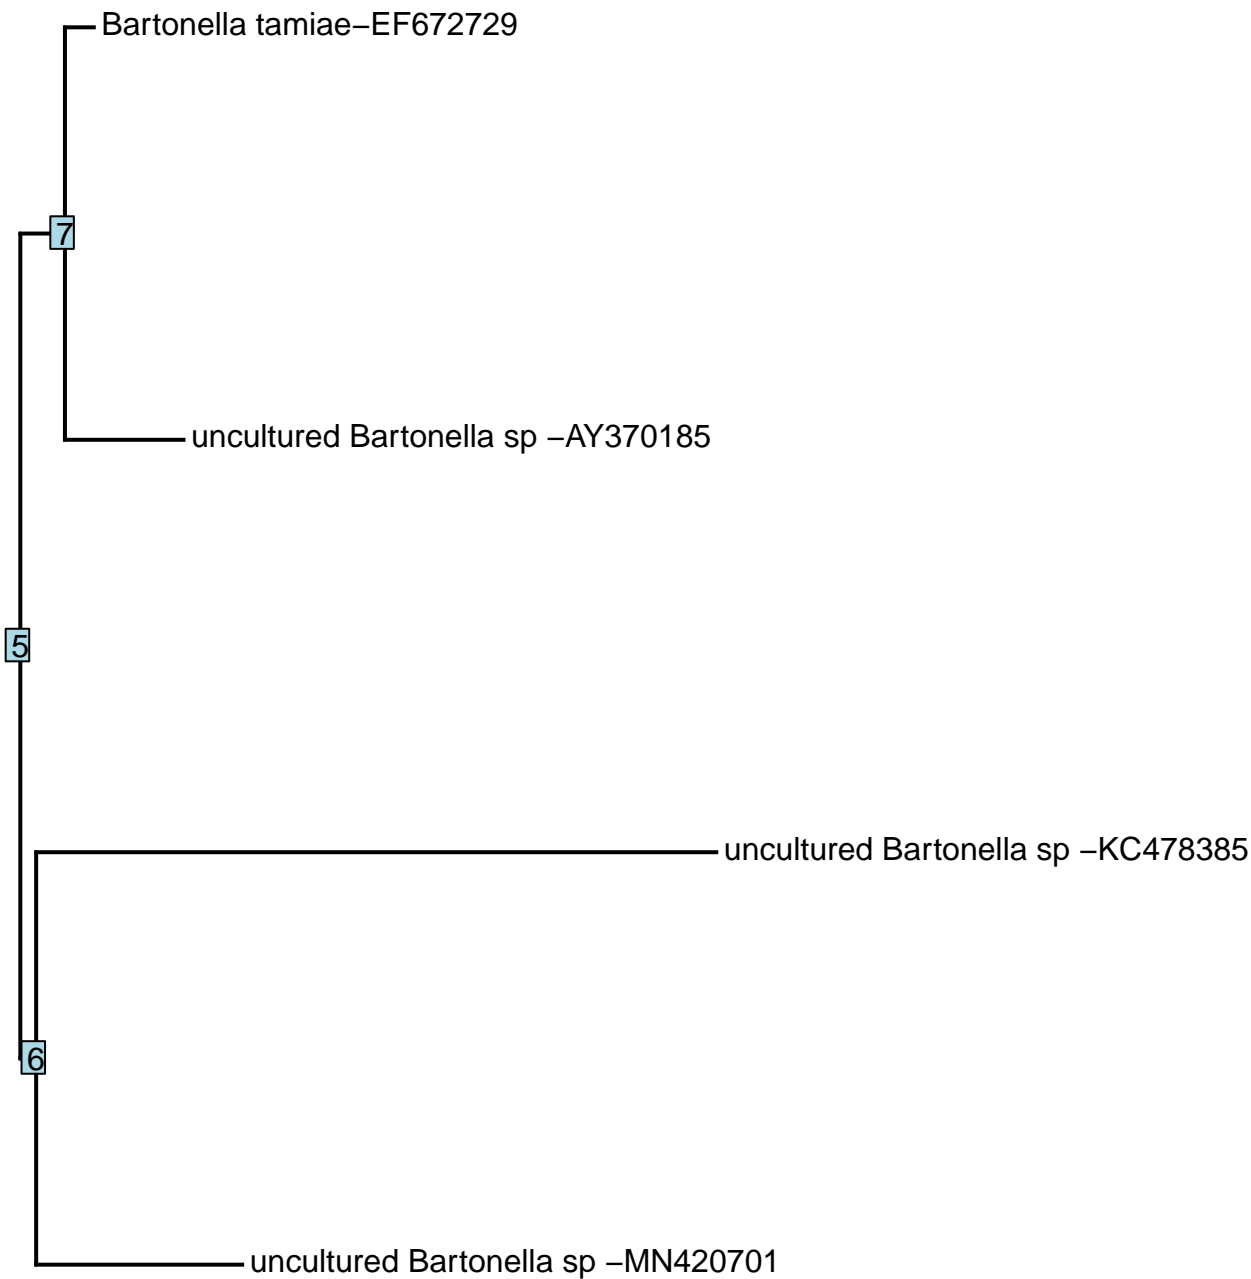 Bartonella tamiae–EF672729
7
uncultured Bartonella sp –AY370185
5
uncultured Bartonella sp –KC478385
6
uncultured Bartonella sp –MN420701